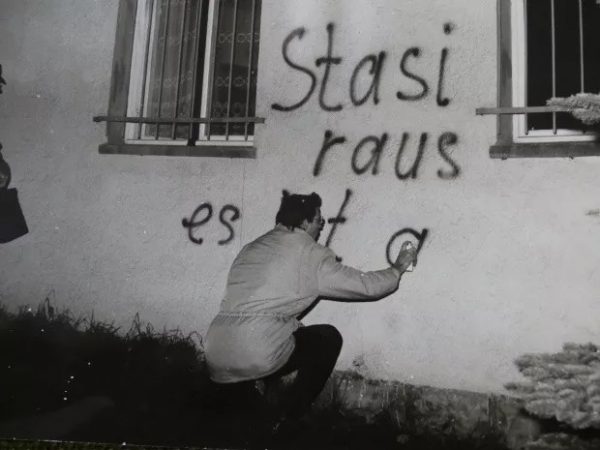 Stasi
raus
es t a